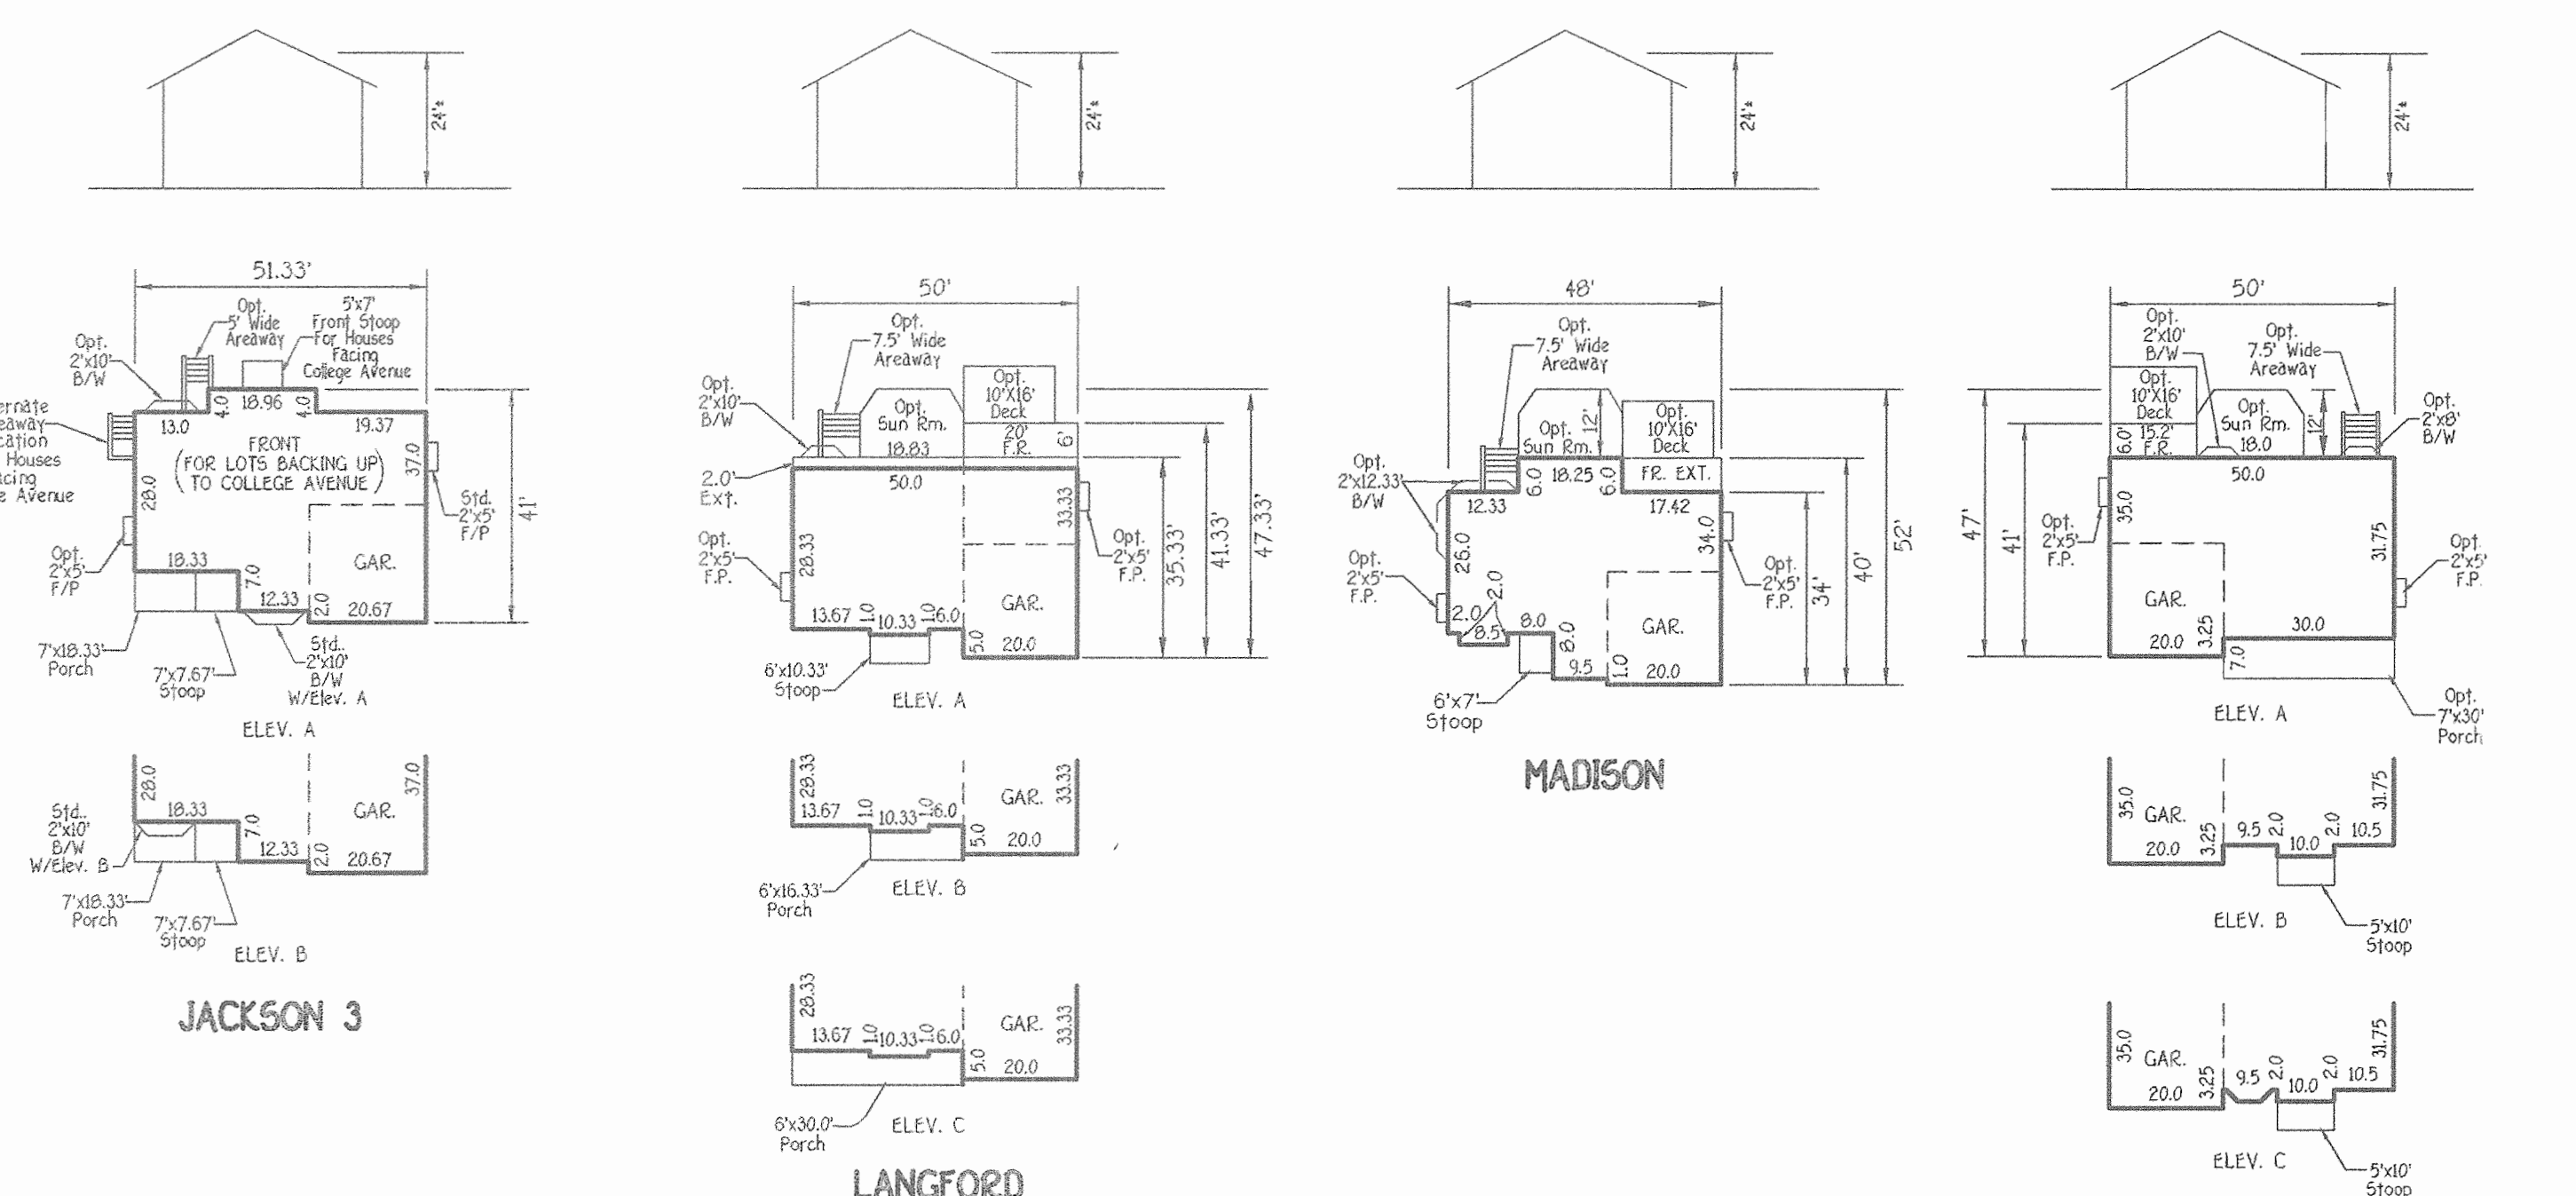 24'±
51.33'
Opt.
5' Wide
Areaway
5'x7'
Front Stoop
For Houses
Facing
College Avenue
Opt.
2'x10'
B/W
4.0
18.96
4.0
13.0
19.37
FRONT
(FOR LOTS BACKING UP
TO COLLEGE AVENUE)
Houses
Avenue
28.0
37.0
41'
Std.
2'x5'
F/P
Opt.
2'x5'
F/P
18.33
7.0
12.33
2.0
GAR.
20.67
7'x18.33'
Porch
7'x7.67'
Stoop
Std.
2'x10'
B/W
W/Elev. A
ELEV. A
28.0
37.0
18.33
7.0
12.33
2.0
GAR.
20.67
Std.
2'x10'
B/W
W/Elev. B
7'x18.33'
Porch
7'x7.67'
Stoop
ELEV. B
JACKSON 3
24'±
50'
Opt.
7.5' Wide
Areaway
Opt.
2'x10'
B/W
Opt.
Sun Rm.
18.83
Opt.
10'X16'
Deck
20'
F.R.
6'
2.0'
Ext.
50.0
33.33
28.33
Opt.
2'x5'
F.P.
Opt.
2'x5'
F.P.
35.33'
41.33'
47.33'
13.67
1.0
10.33
1.0
6.0
5.0
GAR.
20.0
6'x10.33'
Stoop
ELEV. A
28.33
13.67
1.0
10.33
1.0
6.0
5.0
GAR.
33.33
20.0
6'x16.33'
Porch
ELEV. B
28.33
13.67
1.0
10.33
1.0
6.0
5.0
GAR.
33.33
20.0
6'x30.0'
Porch
ELEV. C
LANGFORD
24'±
48'
Opt.
7.5' Wide
Areaway
Opt.
Sun Rm.
12'
Opt.
10'X16'
Deck
FR. EXT.
Opt.
2'x12.33'
B/W
6.0
18.25
6.0
12.33
17.42
26.0
34.0
Opt.
2'x5'
F.P.
Opt.
2'x5'
F.P.
34'
40'
52'
2.0
2.0
8.5
8.0
8.0
9.5
1.0
GAR.
20.0
6'x7'
Stoop
MADISON
24'±
50'
Opt.
2'x10'
B/W
Opt.
7.5' Wide
Areaway
Opt.
10'X16'
Deck
Opt.
Sun Rm.
18.0
12'
Opt.
2'x8'
B/W
6.0'
15.2'
F.R.
50.0
47'
41'
35.0
31.75
Opt.
2'x5'
F.P.
Opt.
2'x5'
F.P.
GAR.
20.0
3.25
30.0
7.0
Opt.
7'x30'
Porch
ELEV. A
35.0
GAR.
20.0
3.25
9.5
2.0
10.0
2.0
10.5
31.75
ELEV. B
5'x10'
Stoop
35.0
GAR.
20.0
3.25
9.5
2.0
10.0
2.0
10.5
31.75
ELEV. C
5'x10'
Stoop